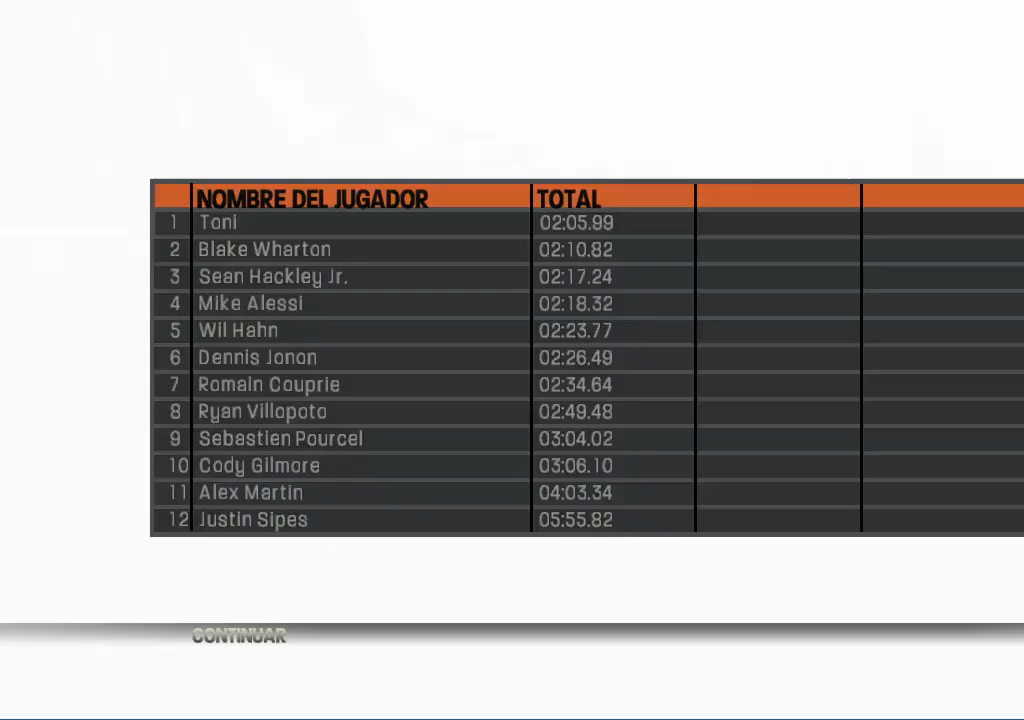 NOMBRE DEL JUGADOR TOTAL
1 Toni 02:05.99
2 Blake Wharton 02:10.82
3 Sean Hackley Jr. 02:17.24
4 Mike Alessi 02:18.32
5 Wil Hahn 02:23.77
6 Dennis Jonon 02:26.49
7 Romain Couprie 02:34.64
8 Ryan Villopoto 02:49.48
9 Sebastien Pourcel 03:04.02
10 Cody Gilmore 03:06.10
11 Alex Martin 04:03.34
12 Justin Sipes 05:55.82
CONTINUAR